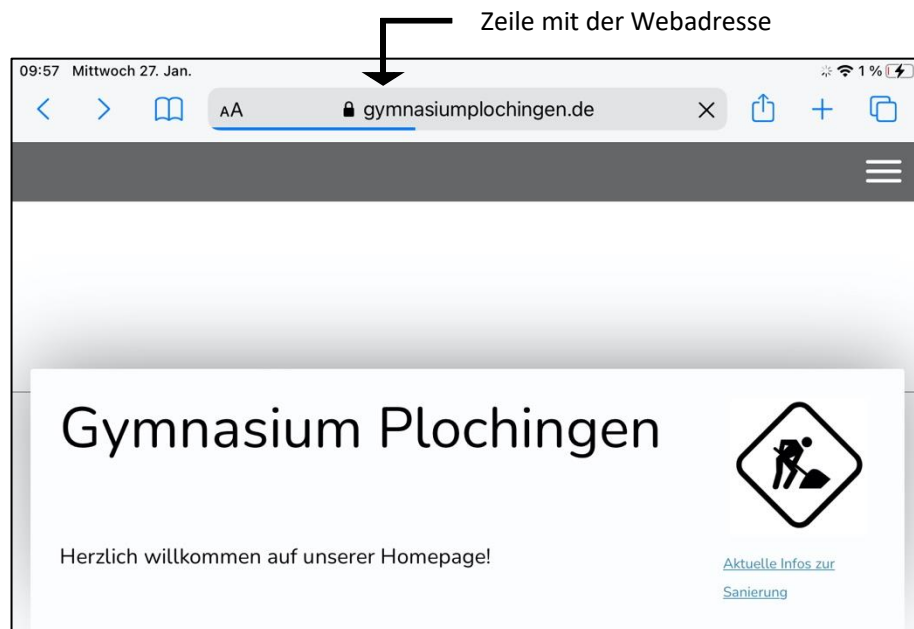 Zeile mit der Webadresse
09:57 Mittwoch 27. Jan. 1 %
AA gymnasiumplochingen.de
Gymnasium Plochingen
Herzlich willkommen auf unserer Homepage!
Aktuelle Infos zur
Sanierung